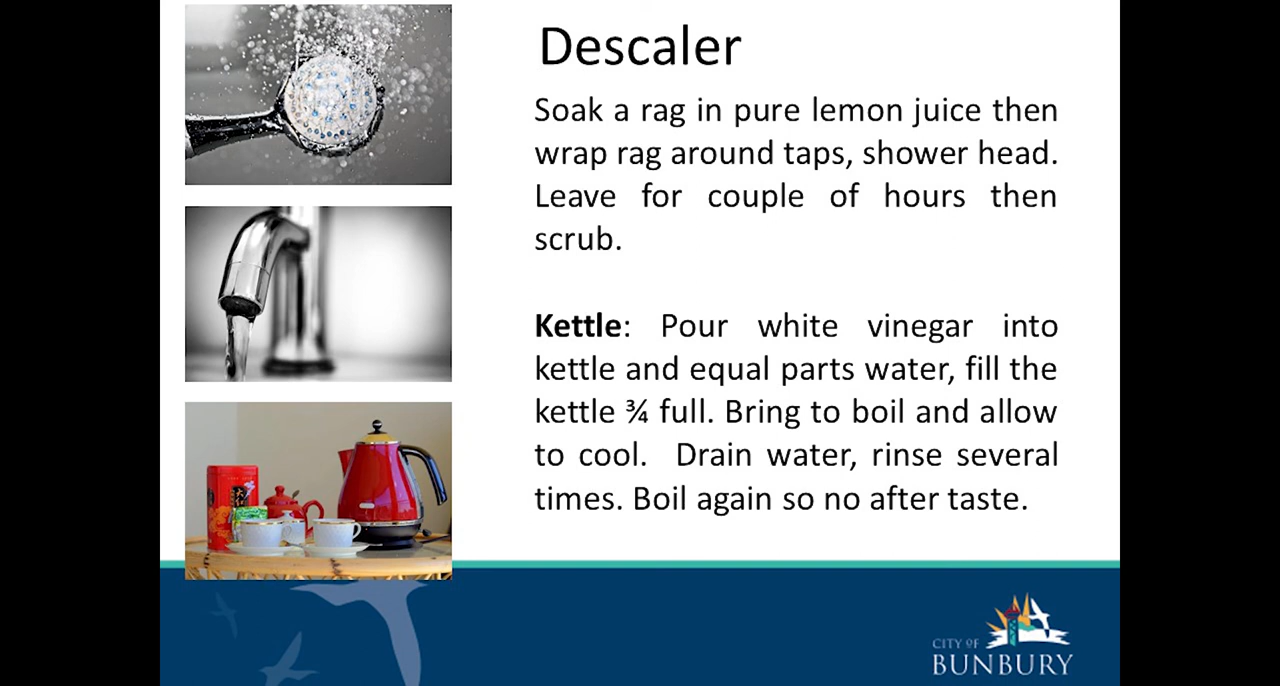 Descaler
Soak a rag in pure lemon juice then
wrap rag around taps, shower head.
Leave for couple of hours then
scrub.
Kettle: Pour white vinegar into
kettle and equal parts water, fill the
kettle ¾ full. Bring to boil and allow
to cool. Drain water, rinse several
times. Boil again so no after taste.
CITY OF
BUNBURY